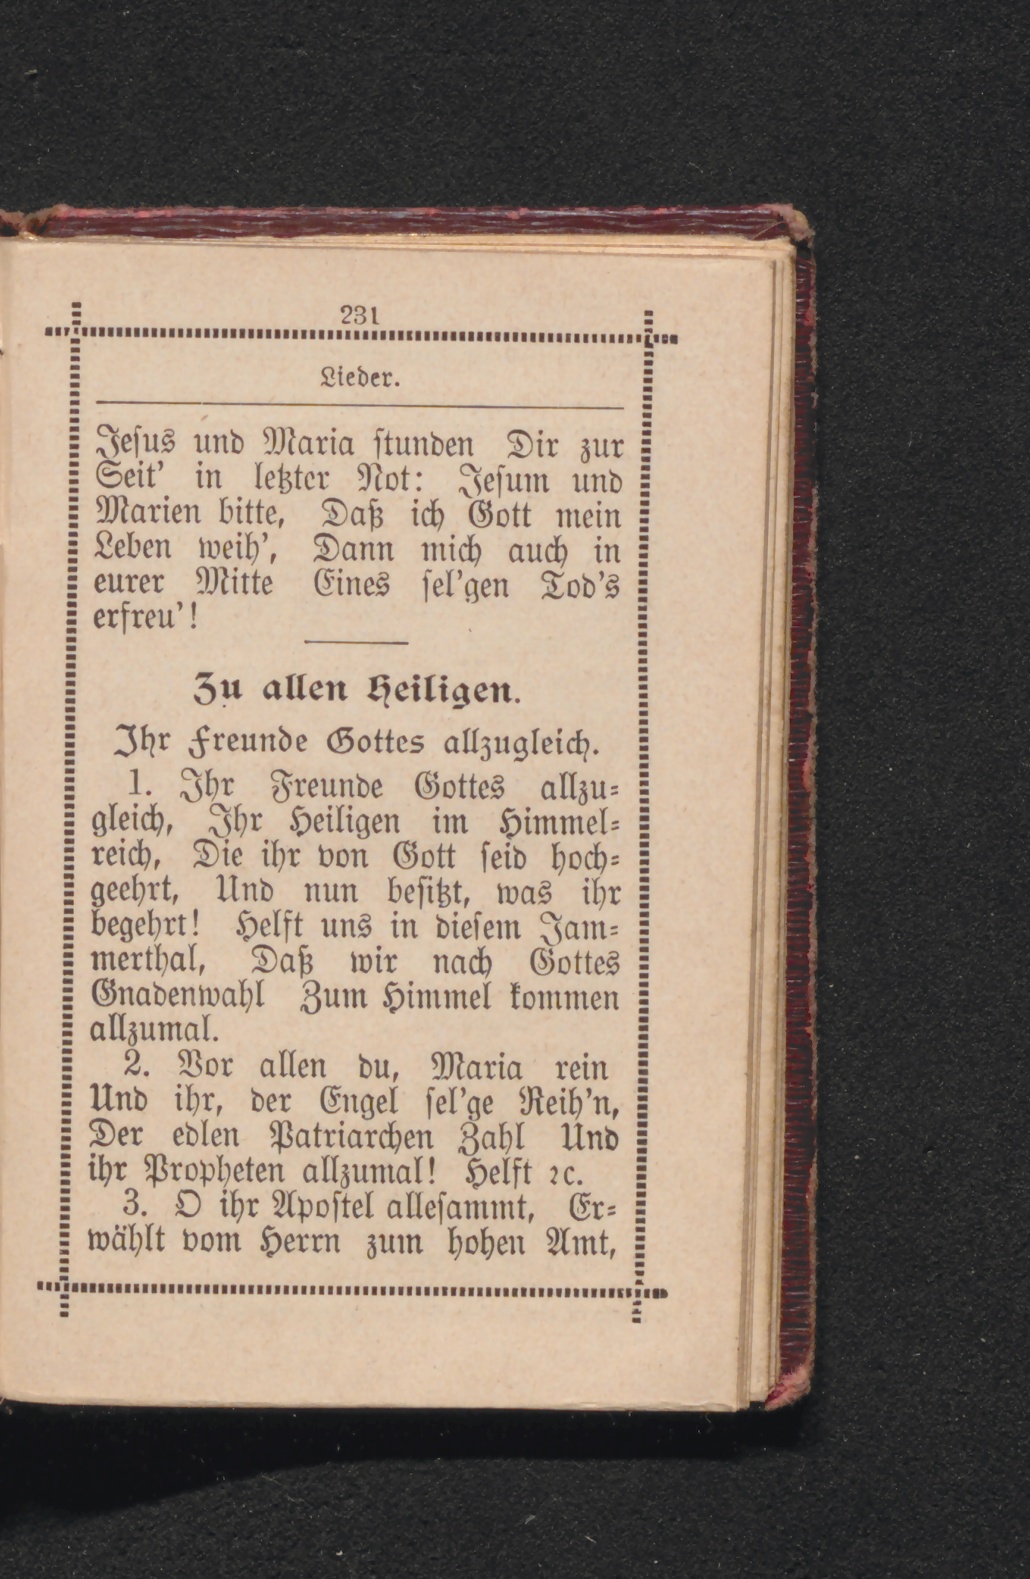 231
Lieder.
Jesus und Maria stunden Dir zur
Seit' in letzter Not: Jesum und
Marien bitte, Daß ich Gott mein
Leben weih', Dann mich auch in
eurer Mitte Eines sel'gen Tod's
erfreu'!
Zu allen Heiligen.
Ihr Freunde Gottes allzugleich.
1. Ihr Freunde Gottes allzu-
gleich, Ihr Heiligen im Himmel-
reich, Die ihr von Gott seid hoch-
geehrt, Und nun besitzt, was ihr
begehrt! Helft uns in diesem Jam-
merthal, Daß wir nach Gottes
Gnadenwahl Zum Himmel kommen
allzumal.
2. Vor allen du, Maria rein
Und ihr, der Engel sel'ge Reih'n,
Der edlen Patriarchen Zahl Und
ihr Propheten allzumal! Helft ꝛc.
3. O ihr Apostel allesammt, Er-
wählt vom Herrn zum hohen Amt,